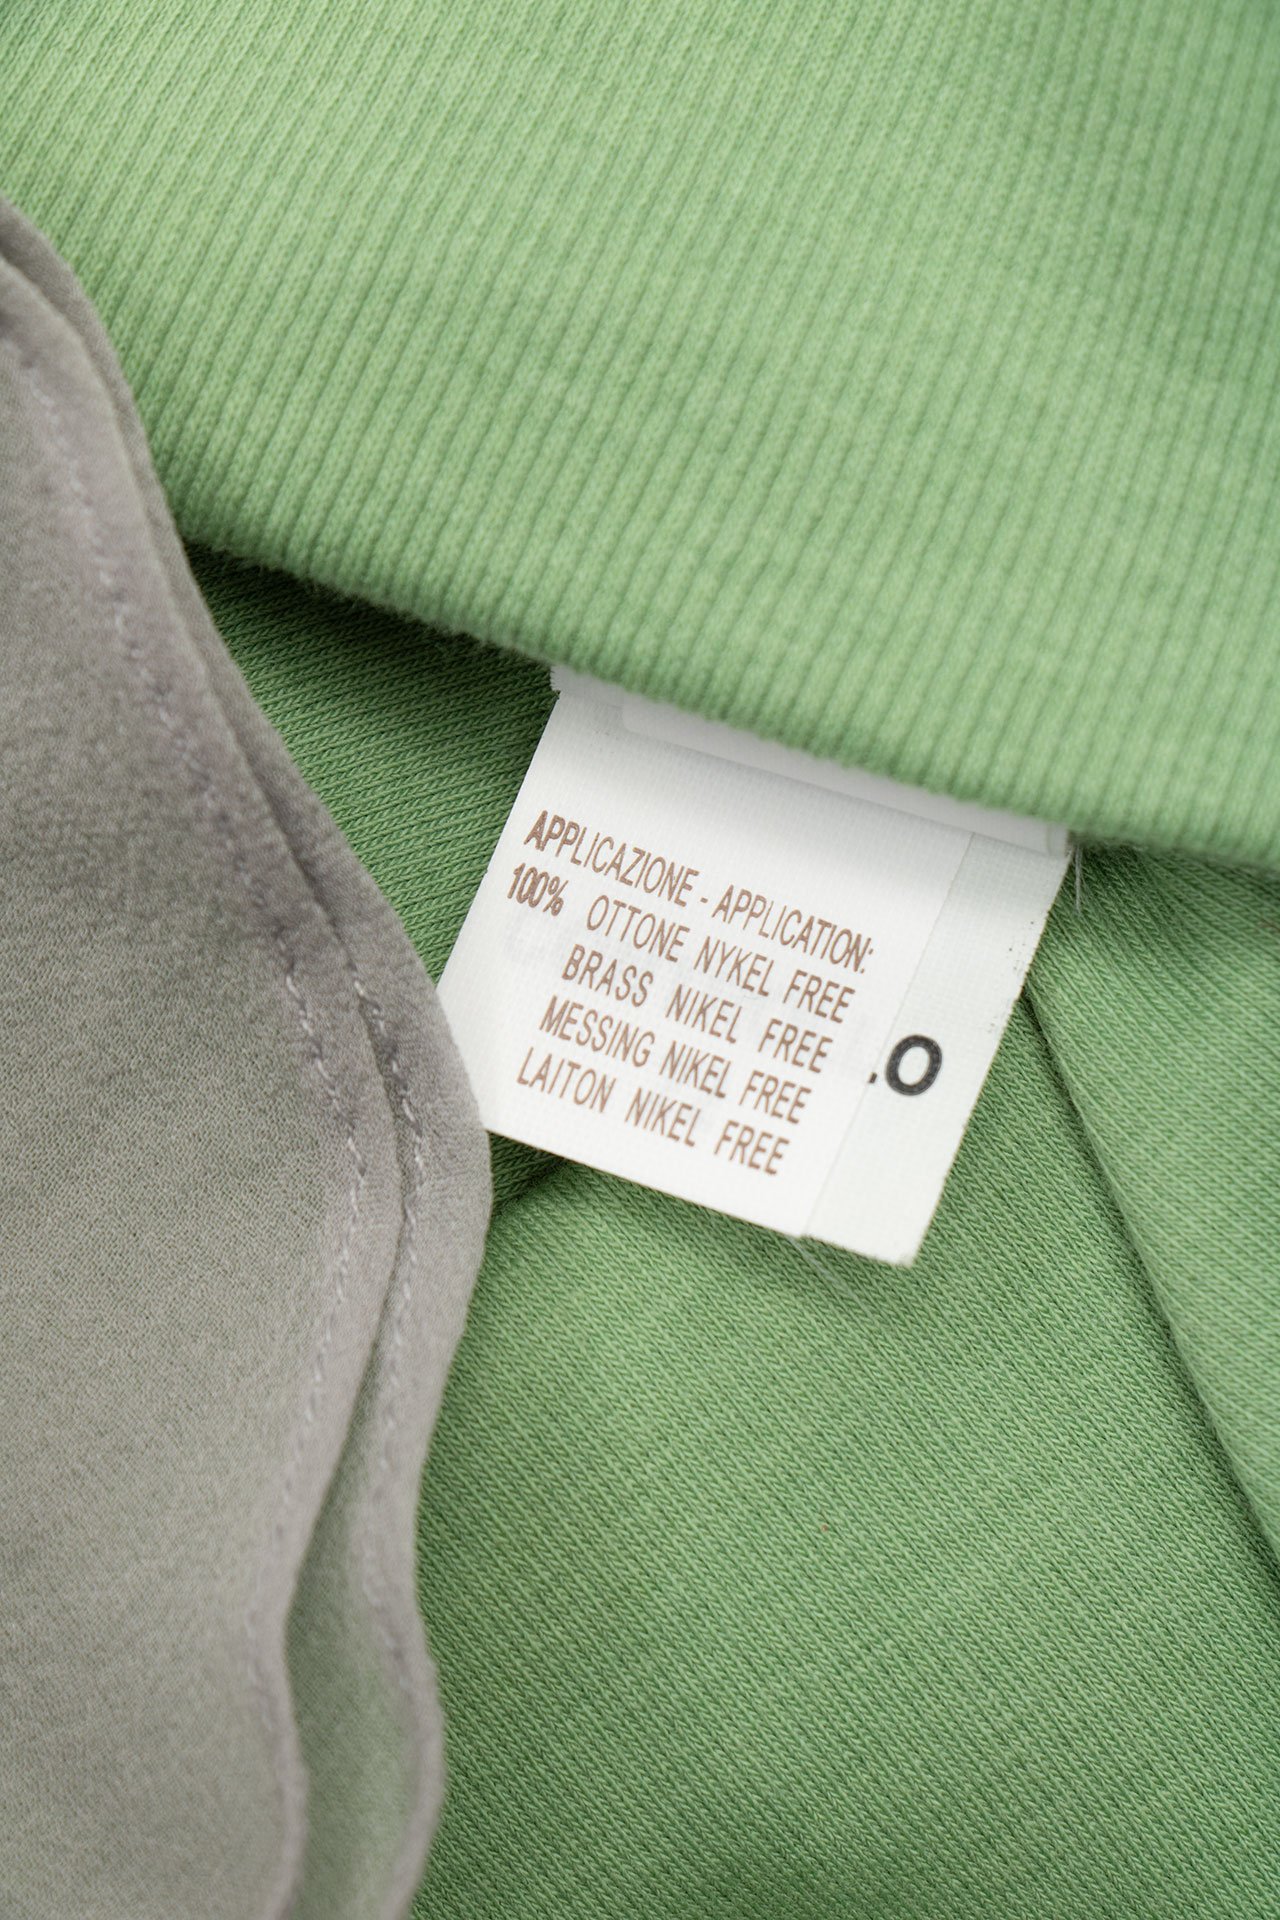 APPLICAZIONE - APPLICATION:
100% OTTONE NYKEL FREE
BRASS NIKEL FREE
MESSING NIKEL FREE
LAITON NIKEL FREE
.O